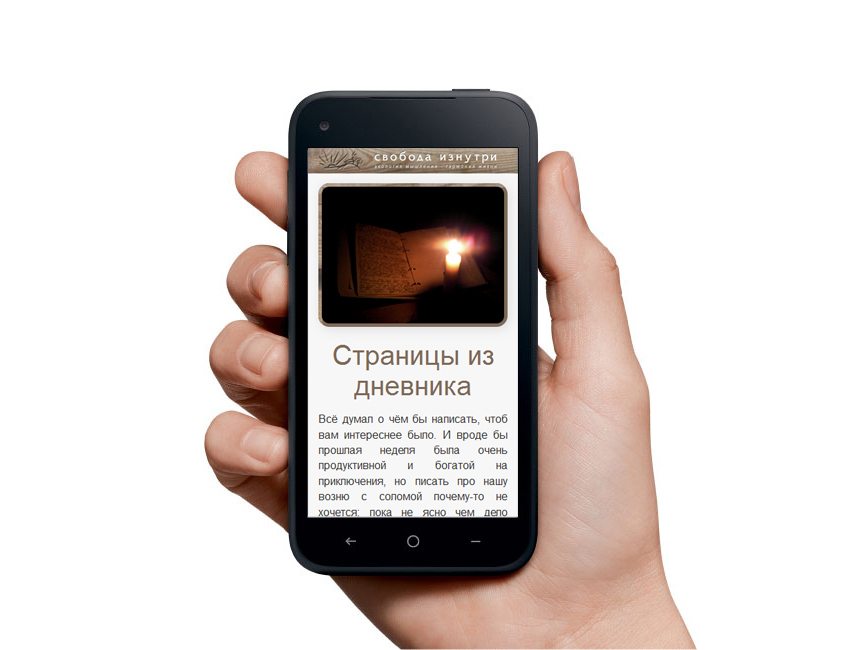 свобода изнутри
экология мышления
Страницы из
дневника
Всё думал о чём бы написать, чтоб
вам интереснее было. И вроде бы
прошлая неделя была очень
продуктивной и богатой на
приключения, но писать про нашу
возню с соломой почему-то не
хочется: пока не ясно чем дело